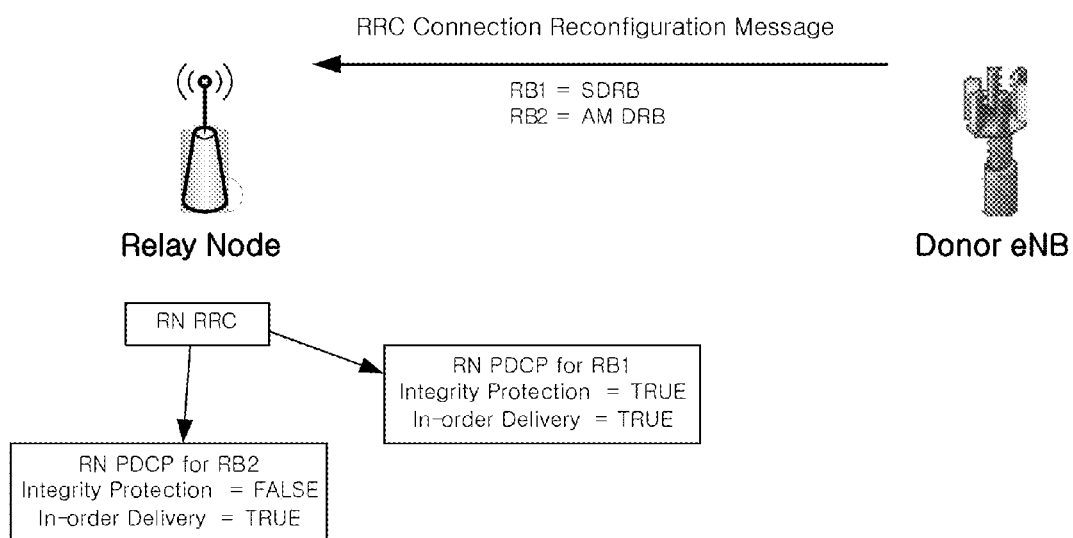 RRC Connection Reconfiguration Message
RB1 = SDRB
RB2 = AM DRB
Relay Node
Donor eNB
RN RRC
RN PDCP for RB1
Integrity Protection = TRUE
In-order Delivery = TRUE
RN PDCP for RB2
Integrity Protection = FALSE
In-order Delivery = TRUE